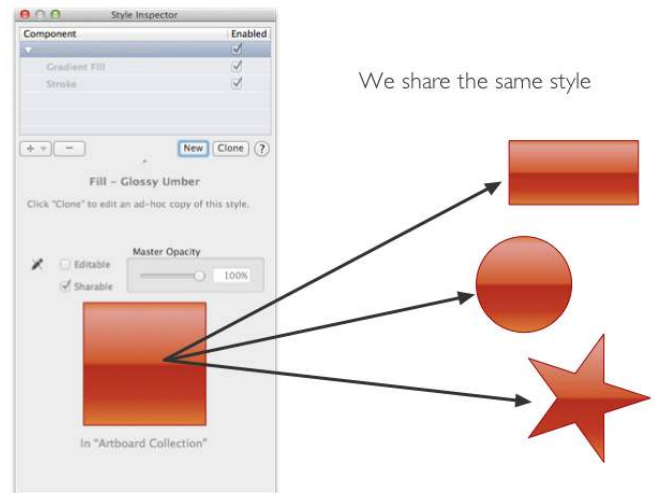 Style Inspector
Component Enabled
Gradient Fill
Stroke
We share the same style
New Clone ?
Fill – Glossy Umber
Click "Clone" to edit an ad-hoc copy of this style.
Master Opacity
Editable
100%
Sharable
In "Artboard Collection"